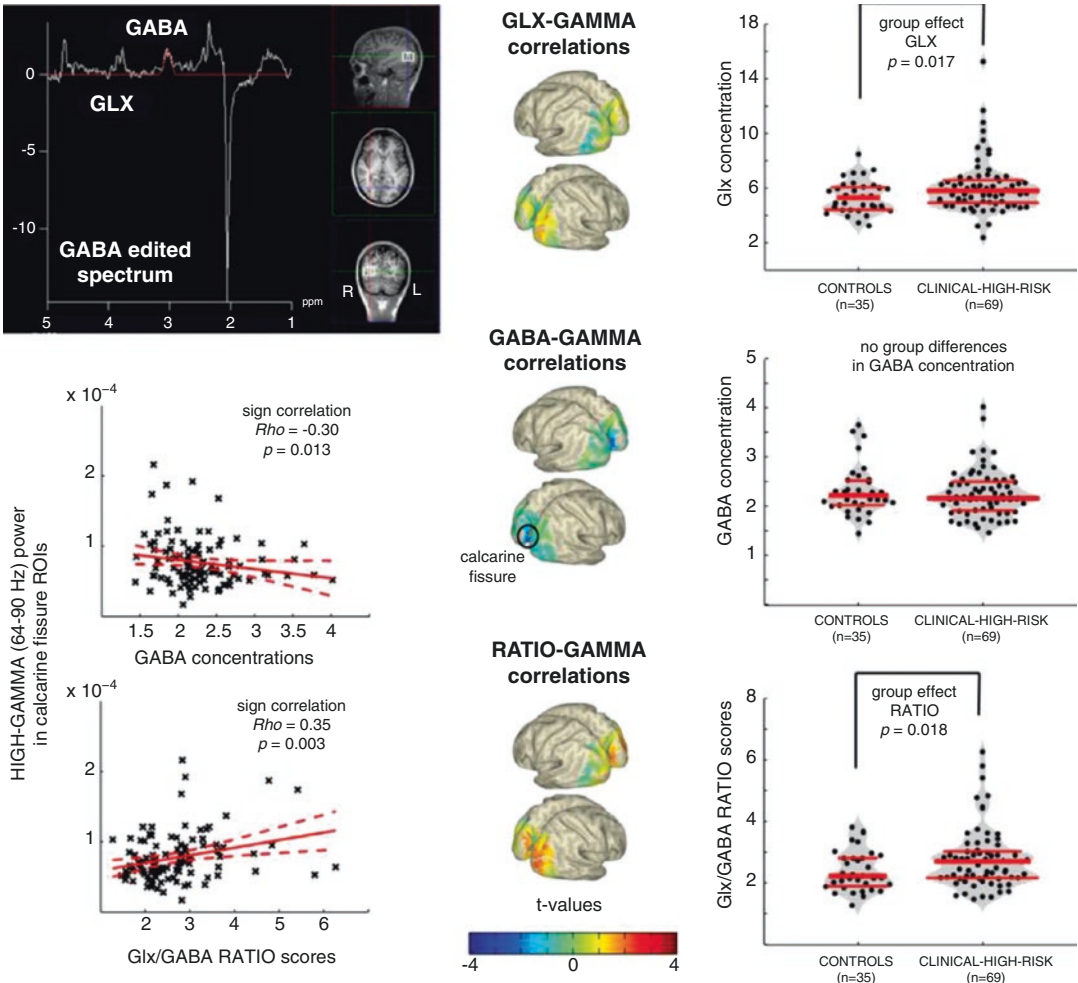 GABA
0
GLX
-5
-10
GABA edited
spectrum
R
L
ppm
5
4
3
2
1
GLX-GAMMA
correlations
group effect
GLX
p = 0.017
18
14
10
6
2
Glx concentration
CONTROLS
(n=35)
CLINICAL-HIGH-RISK
(n=69)
HIGH-GAMMA (64-90 Hz) power
in calcarine fissure ROIs
x 10-4
sign correlation
Rho = -0.30
p = 0.013
2
1
1.5
2
2.5
3
3.5
4
GABA concentrations
GABA-GAMMA
correlations
calcarine
fissure
no group differences
in GABA concentration
5
4
3
2
1
GABA concentration
CONTROLS
(n=35)
CLINICAL-HIGH-RISK
(n=69)
x 10-4
sign correlation
Rho = 0.35
p = 0.003
2
1
2
3
4
5
6
Glx/GABA RATIO scores
RATIO-GAMMA
correlations
t-values
-4
0
4
group effect
RATIO
p = 0.018
8
6
4
2
Glx/GABA RATIO scores
CONTROLS
(n=35)
CLINICAL-HIGH-RISK
(n=69)